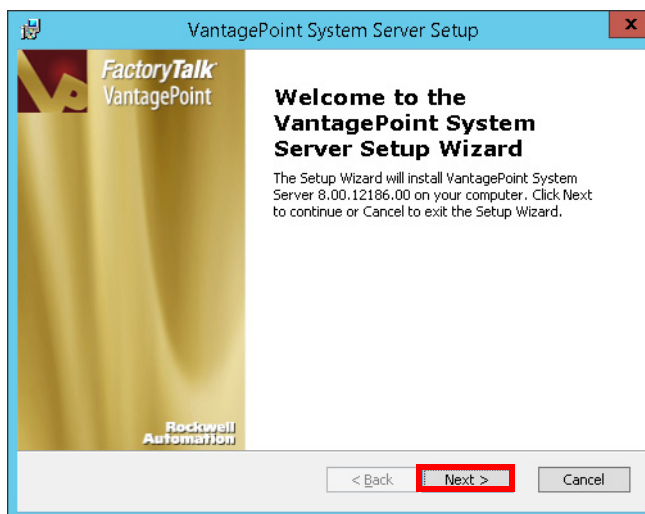 VantagePoint System Server Setup
x
FactoryTalk
VantagePoint
Welcome to the
VantagePoint System
Server Setup Wizard
The Setup Wizard will install VantagePoint System
Server 8.00.12186.00 on your computer. Click Next
to continue or Cancel to exit the Setup Wizard.
Rockwell
Automation
< Back
Next >
Cancel